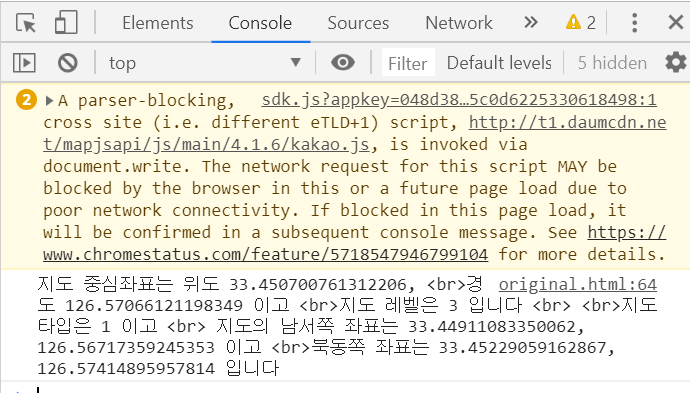 Elements Console Sources Network » 2
top Filter Default levels 5 hidden
2 A parser-blocking, sdk.js?appkey=048d38…5c0d6225330618498:1
cross site (i.e. different eTLD+1) script, http://t1.daumcdn.ne
t/mapjsapi/js/main/4.1.6/kakao.js, is invoked via
document.write. The network request for this script MAY be
blocked by the browser in this or a future page load due to
poor network connectivity. If blocked in this page load, it
will be confirmed in a subsequent console message. See https://
www.chromestatus.com/feature/5718547946799104 for more details.
지도 중심좌표는 위도 33.450700761312206, <br>경 original.html:64
도 126.57066121198349 이고 <br>지도 레벨은 3 입니다 <br> <br>지도
타입은 1 이고 <br> 지도의 남서쪽 좌표는 33.44911083350062,
126.56717359245353 이고 <br>북동쪽 좌표는 33.45229059162867,
126.57414895957814 입니다